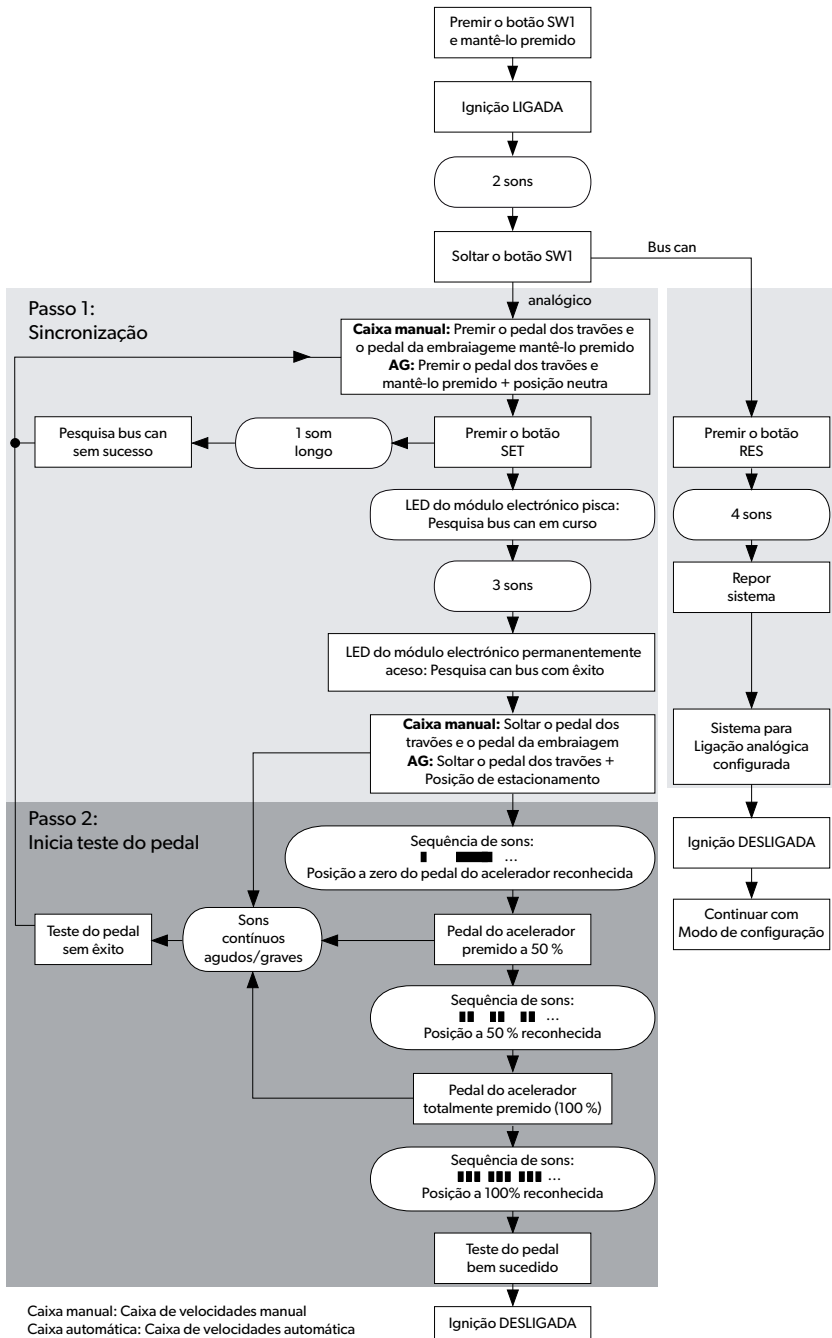 Premir o botão SW1
e mantê-lo premido
Ignição LIGADA
2 sons
Soltar o botão SW1
Bus can
analógico
Passo 1:
Sincronização
Caixa manual: Premir o pedal dos travões e
o pedal da embraiageme mantê-lo premido
AG: Premir o pedal dos travões e
mantê-lo premido + posição neutra
Pesquisa bus can
sem sucesso
1 som
longo
Premir o botão
SET
LED do módulo electrónico pisca:
Pesquisa bus can em curso
3 sons
LED do módulo electrónico permanentemente
aceso: Pesquisa can bus com êxito
Caixa manual: Soltar o pedal dos
travões e o pedal da embraiagem
AG: Soltar o pedal dos travões +
Posição de estacionamento
Premir o botão
RES
4 sons
Repor
sistema
Sistema para
Ligação analógica
configurada
Ignição DESLIGADA
Continuar com
Modo de configuração
Passo 2:
Inicia teste do pedal
Sequência de sons:
...
Posição a zero do pedal do acelerador reconhecida
Teste do pedal
sem êxito
Sons
contínuos
agudos/graves
Pedal do acelerador
premido a 50 %
Sequência de sons:
...
Posição a 50 % reconhecida
Pedal do acelerador
totalmente premido (100 %)
Sequência de sons:
...
Posição a 100% reconhecida
Teste do pedal
bem sucedido
Ignição DESLIGADA
Caixa manual: Caixa de velocidades manual
Caixa automática: Caixa de velocidades automática